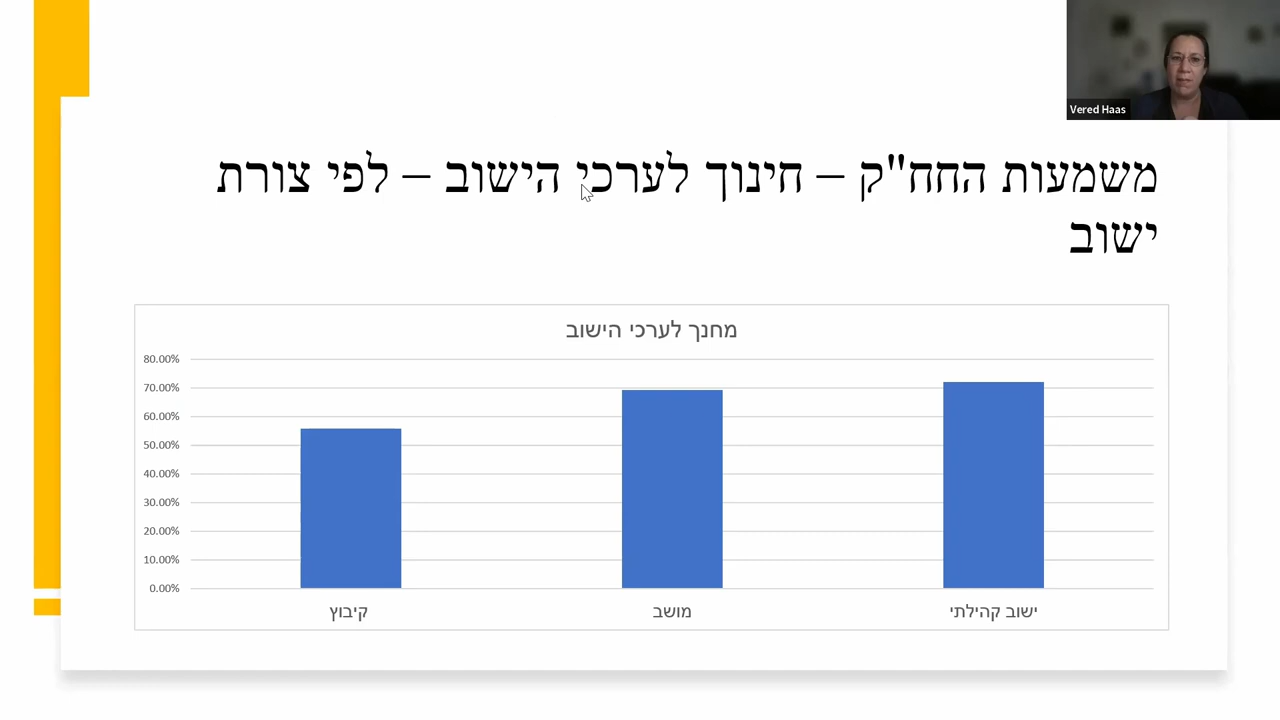 Vered Haas
משמעות החח"ק – חינוך לערכי הישוב – לפי צורת
ישוב
מחנך לערכי הישוב
80.00%
70.00%
60.00%
50.00%
40.00%
30.00%
20.00%
10.00%
0.00%
קיבוץ
מושב
ישוב קהילתי